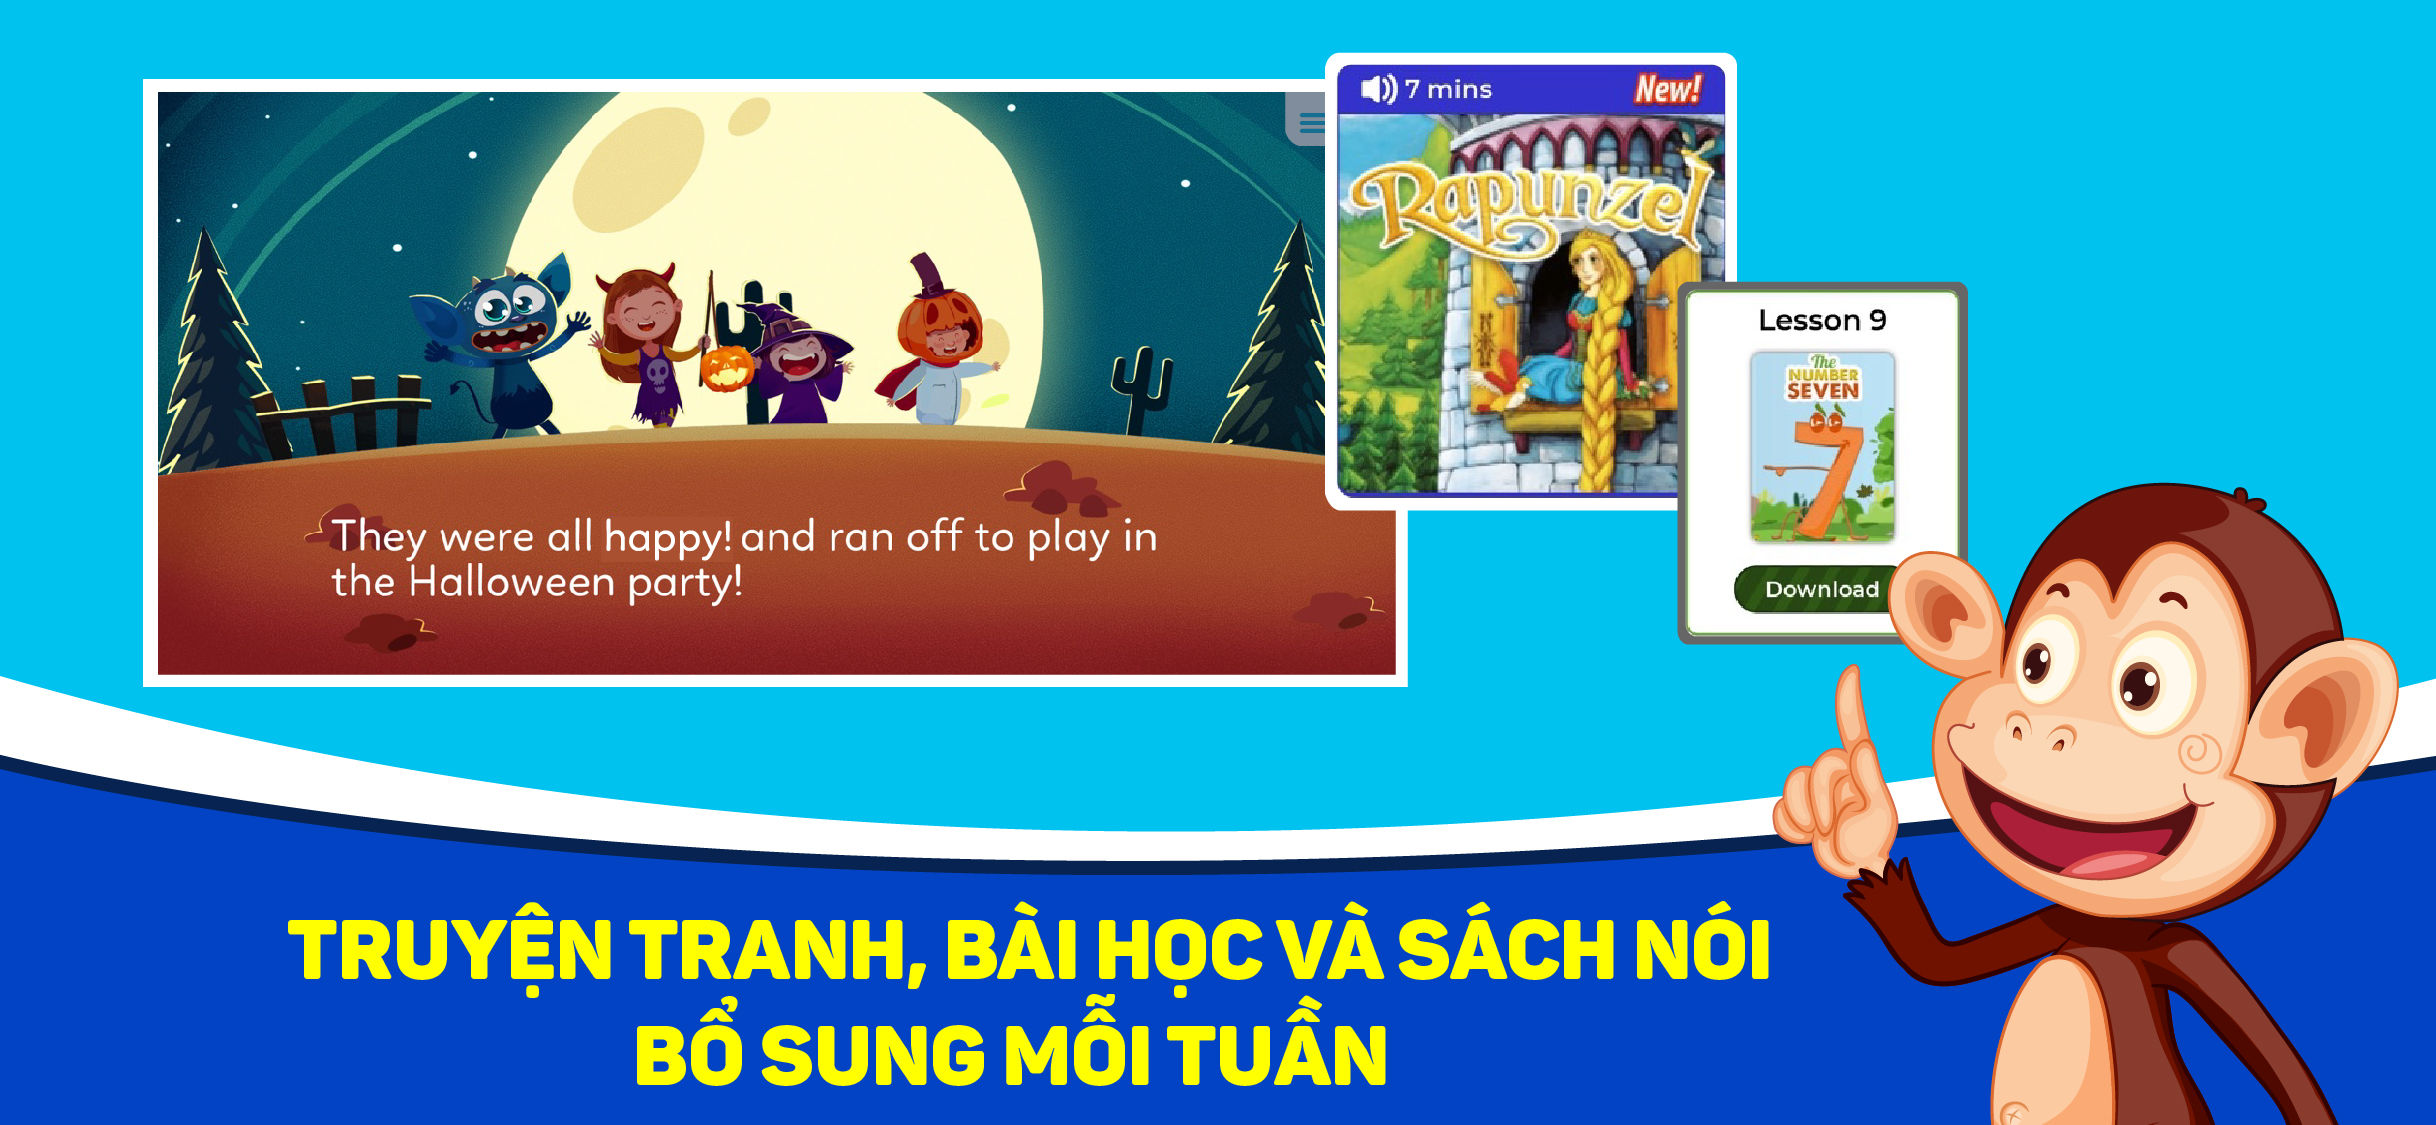 7 mins
New!
Rapunzel
Lesson 9
The
NUMBER
SEVEN
7
Download
They were all happy! and ran off to play in
the Halloween party!
TRUYỆN TRANH, BÀI HỌC VÀ SÁCH NÓI
BỔ SUNG MỖI TUẦN